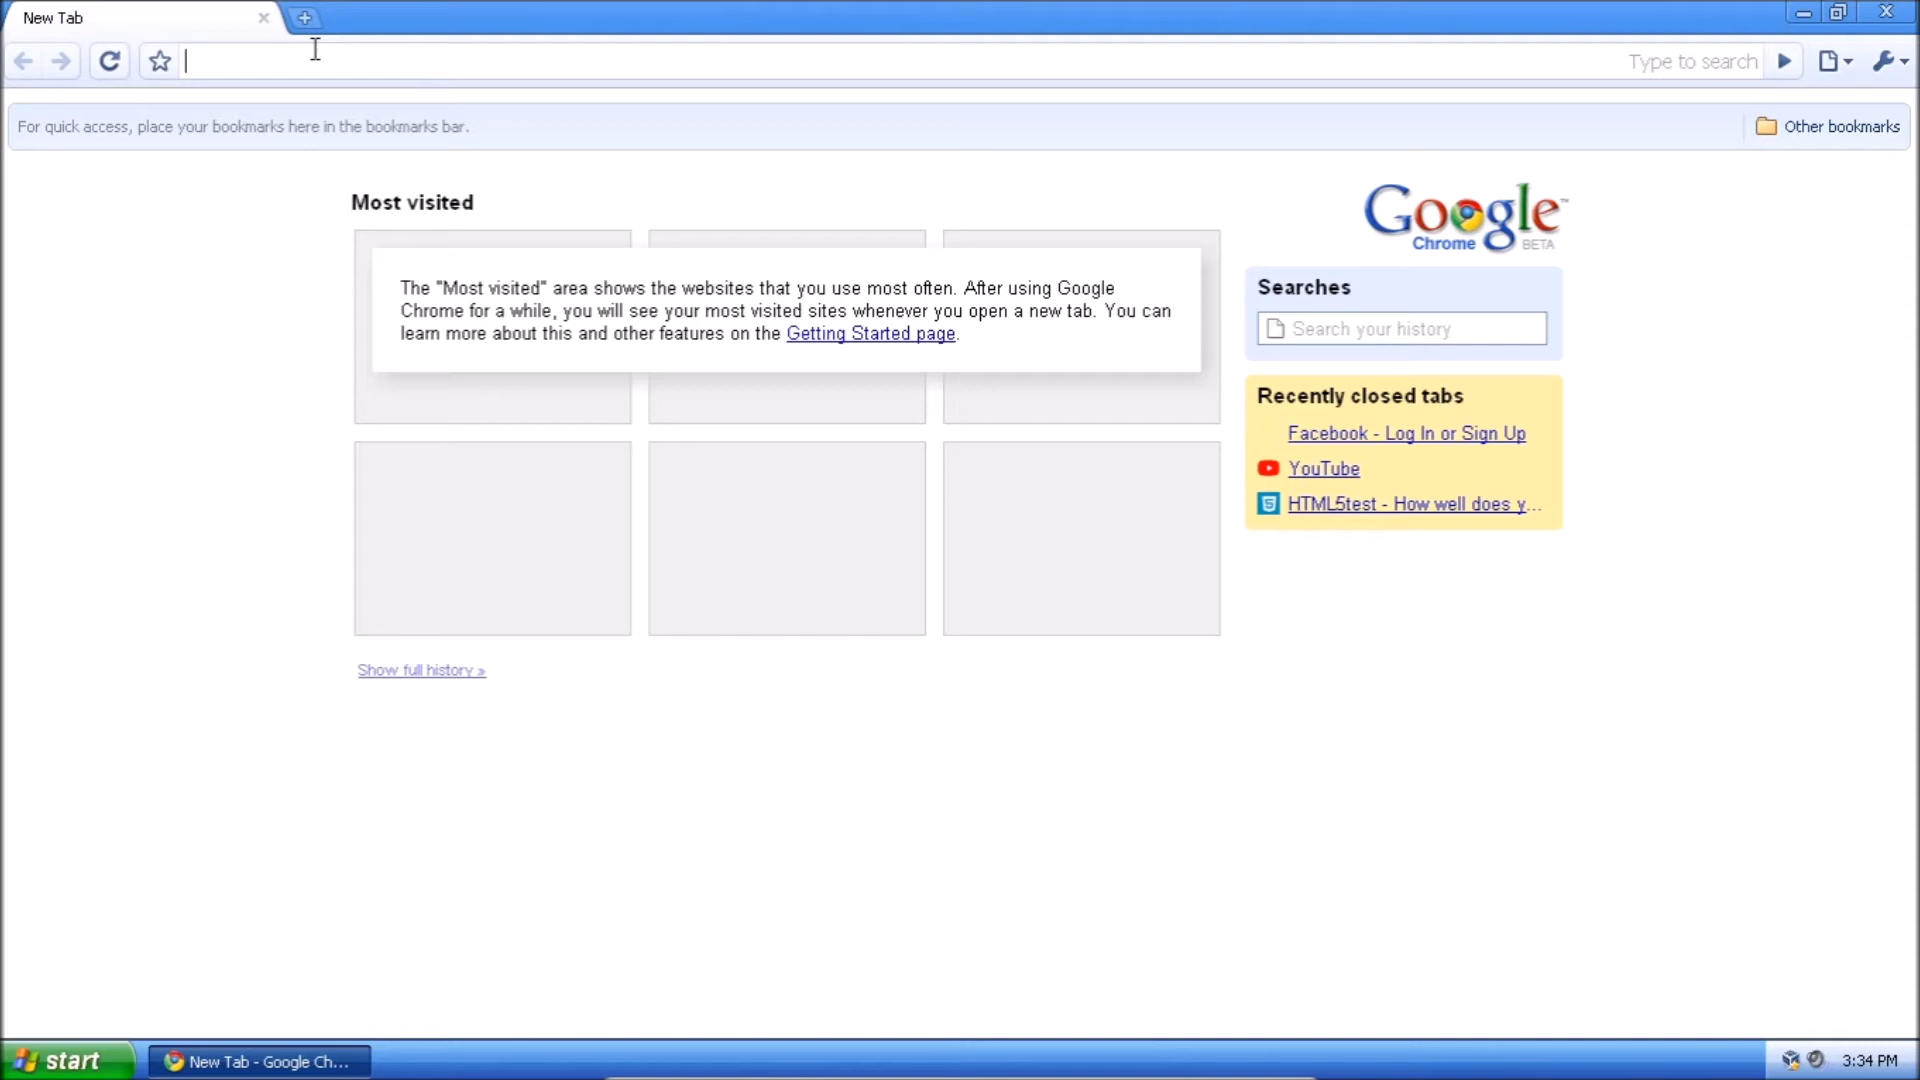 New Tab
Type to search
For quick access, place your bookmarks here in the bookmarks bar.
Other bookmarks
Most visited
The "Most visited" area shows the websites that you use most often. After using Google
Chrome for a while, you will see your most visited sites whenever you open a new tab. You can
learn more about this and other features on the Getting Started page.
Show full history »
Google™
Chrome BETA
Searches
Search your history
Recently closed tabs
Facebook - Log In or Sign Up
YouTube
HTML5test - How well does y...
start
New Tab - Google Ch...
3:34 PM